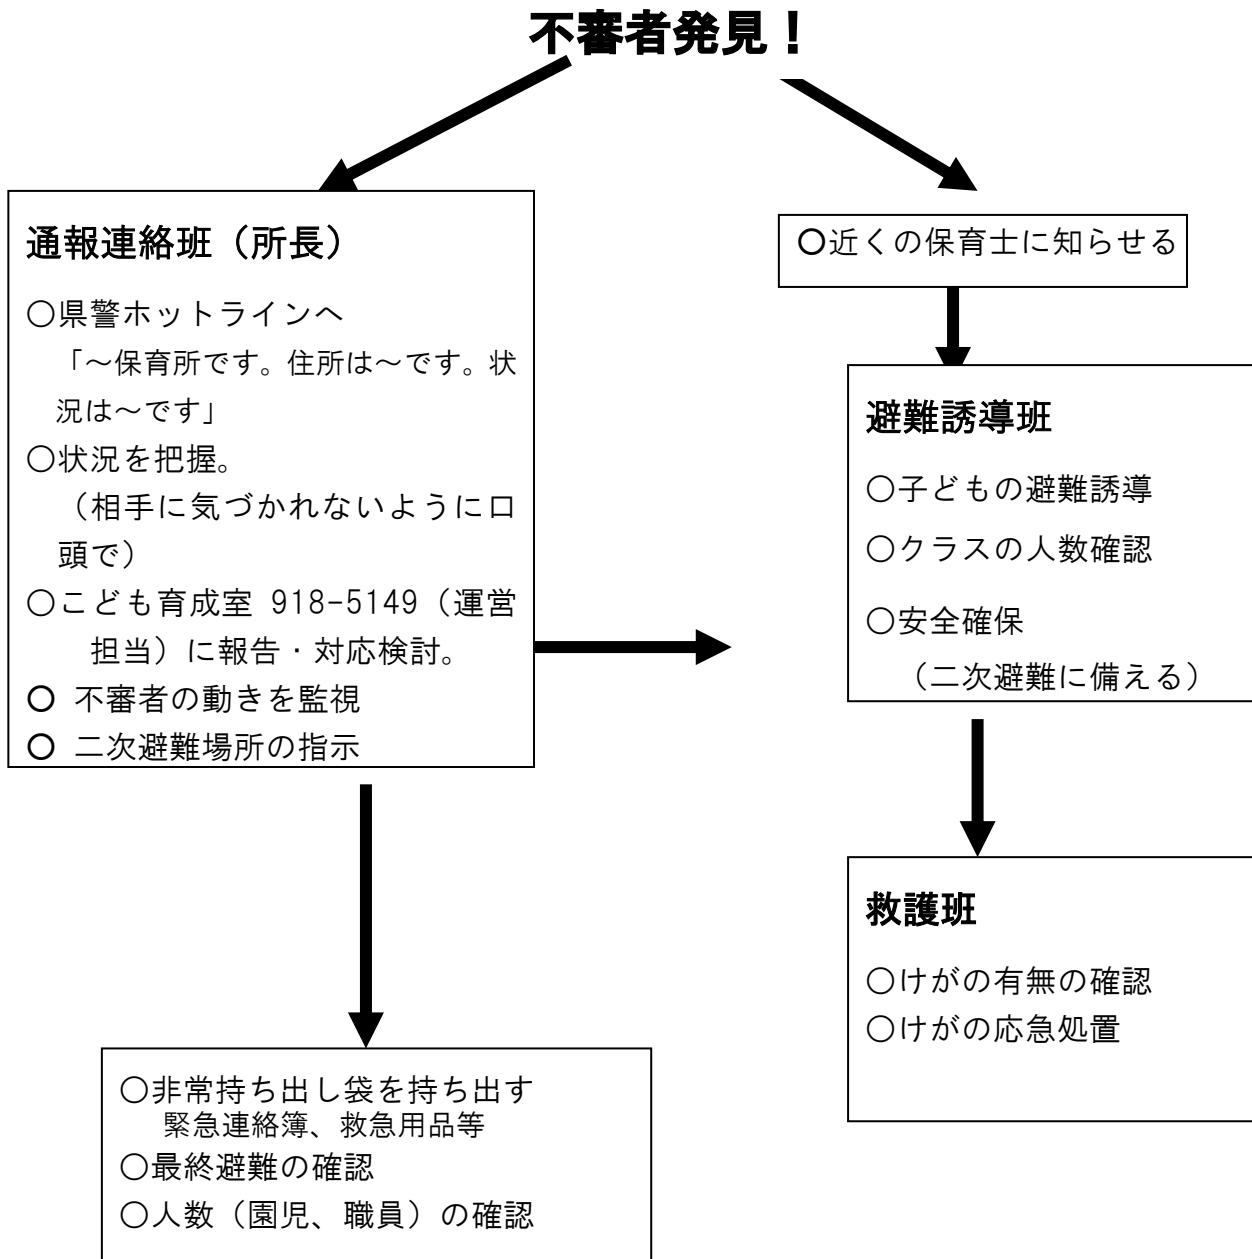 不審者発見！
通報連絡班（所長）
○県警ホットラインへ
「～保育所です。住所は～です。状
況は～です」
○状況を把握。
（相手に気づかれないように口
頭で）
○こども育成室 918-5149（運営
担当）に報告・対応検討。
○ 不審者の動きを監視
○ 二次避難場所の指示
○近くの保育士に知らせる
避難誘導班
○子どもの避難誘導
○クラスの人数確認
○安全確保
（二次避難に備える）
救護班
○けがの有無の確認
○けがの応急処置
○非常持ち出し袋を持ち出す
緊急連絡簿、救急用品等
○最終避難の確認
○人数（園児、職員）の確認